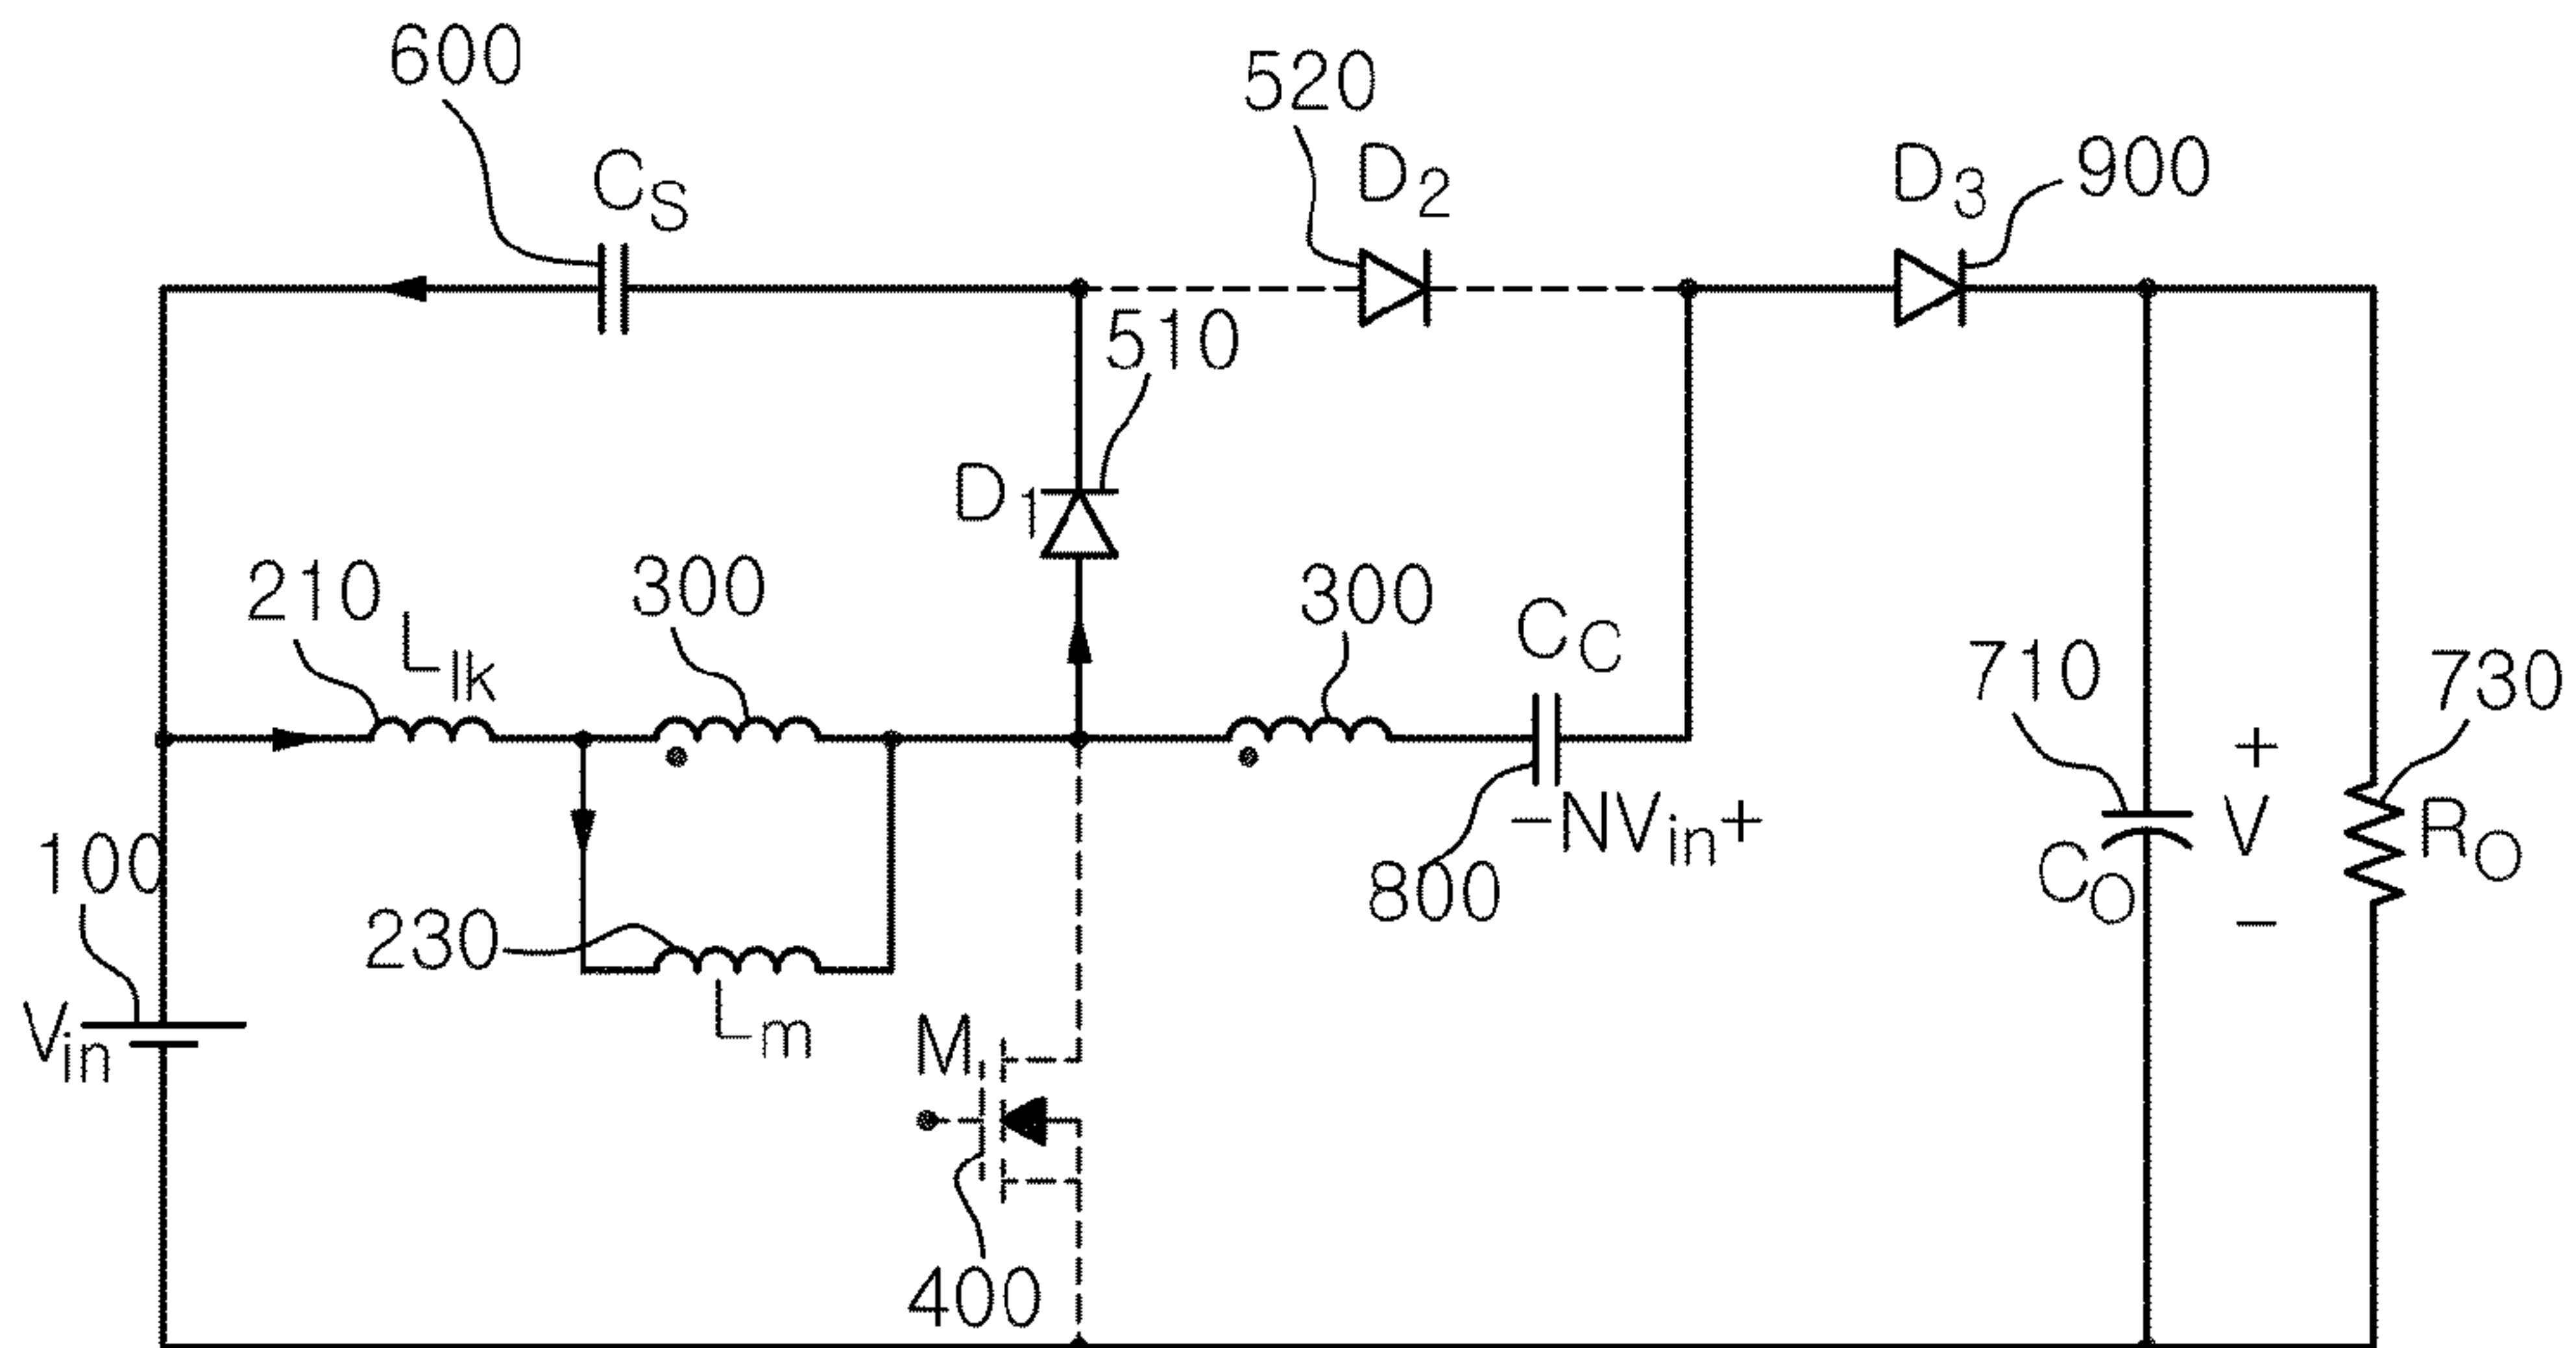 600
520
C_S
D_2
D_3
900
510
D_1
210
L_lk
300
300
C_C
710
730
100
-NV_in+
+
V
-
R_O
800
C_O
230
V_in
L_m
M
400